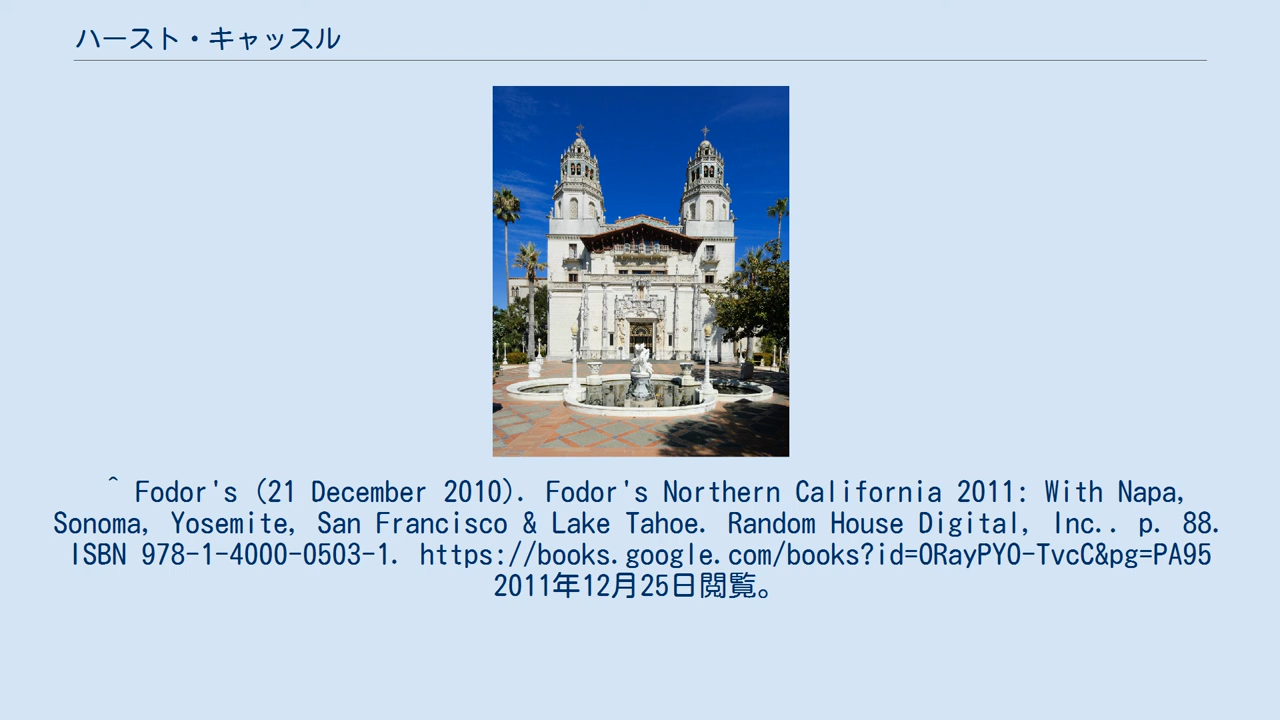 ハースト・キャッスル
^ Fodor's (21 December 2010). Fodor's Northern California 2011: With Napa,
Sonoma, Yosemite, San Francisco & Lake Tahoe. Random House Digital, Inc.. p. 88.
ISBN 978-1-4000-0503-1. https://books.google.com/books?id=ORayPYO-TvcC&pg=PA95
2011年12月25日閲覧。